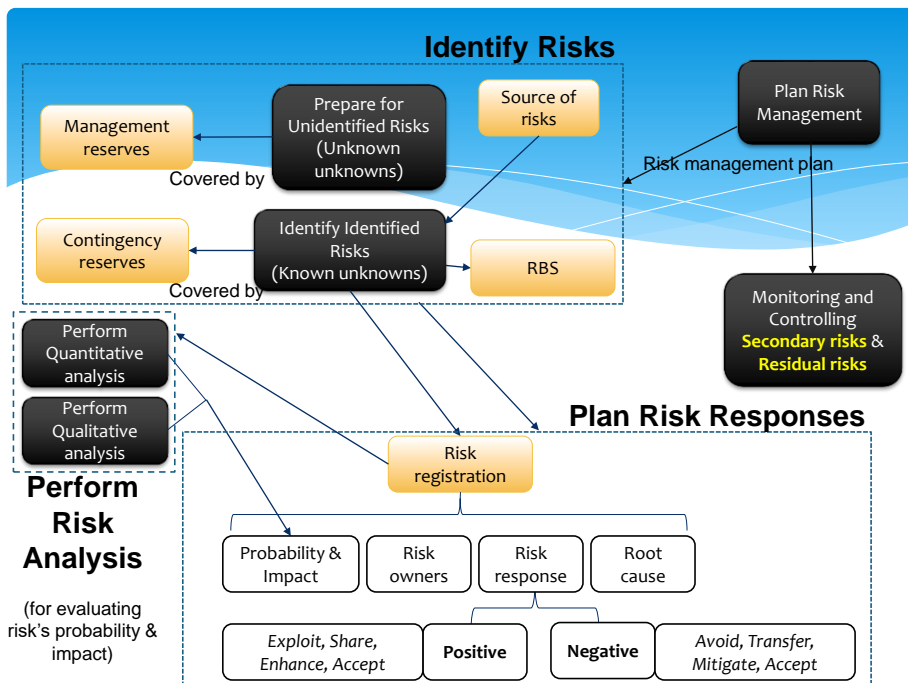 Identify Risks
Management
reserves
Prepare for
Unidentified Risks
(Unknown
unknowns)
Source of
risks
Plan Risk
Management
Covered by
Risk management plan
Contingency
reserves
Identify Identified
Risks
(Known unknowns)
RBS
Covered by
Monitoring and
Controlling
Secondary risks &
Residual risks
Perform
Quantitative
analysis
Perform
Qualitative
analysis
Perform
Risk
Analysis
(for evaluating
risk's probability &
impact)
Plan Risk Responses
Risk
registration
Probability &
Impact
Risk
owners
Risk
response
Root
cause
Exploit, Share,
Enhance, Accept
Positive
Negative
Avoid, Transfer,
Mitigate, Accept